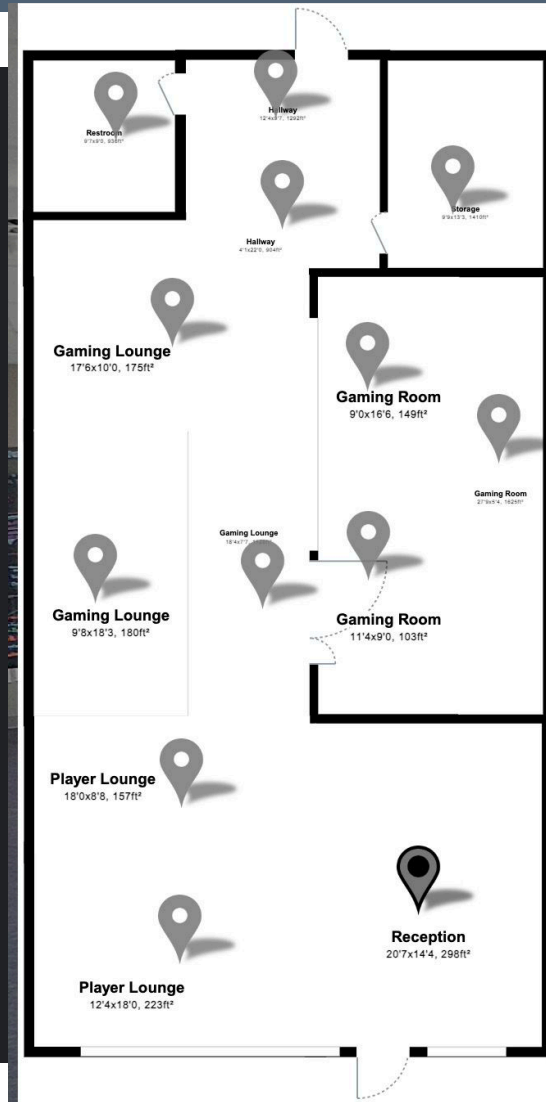 Restroom
Hallway
Hallway
Storage
Gaming Lounge
17'6x10'0, 175ft²
Gaming Room
9'0x16'6, 149ft²
Gaming Room
Gaming Lounge
Gaming Lounge
9'8x18'3, 180ft²
Gaming Room
11'4x9'0, 103ft²
Player Lounge
18'0x8'8, 157ft²
Reception
20'7x14'4, 298ft²
Player Lounge
12'4x18'0, 223ft²